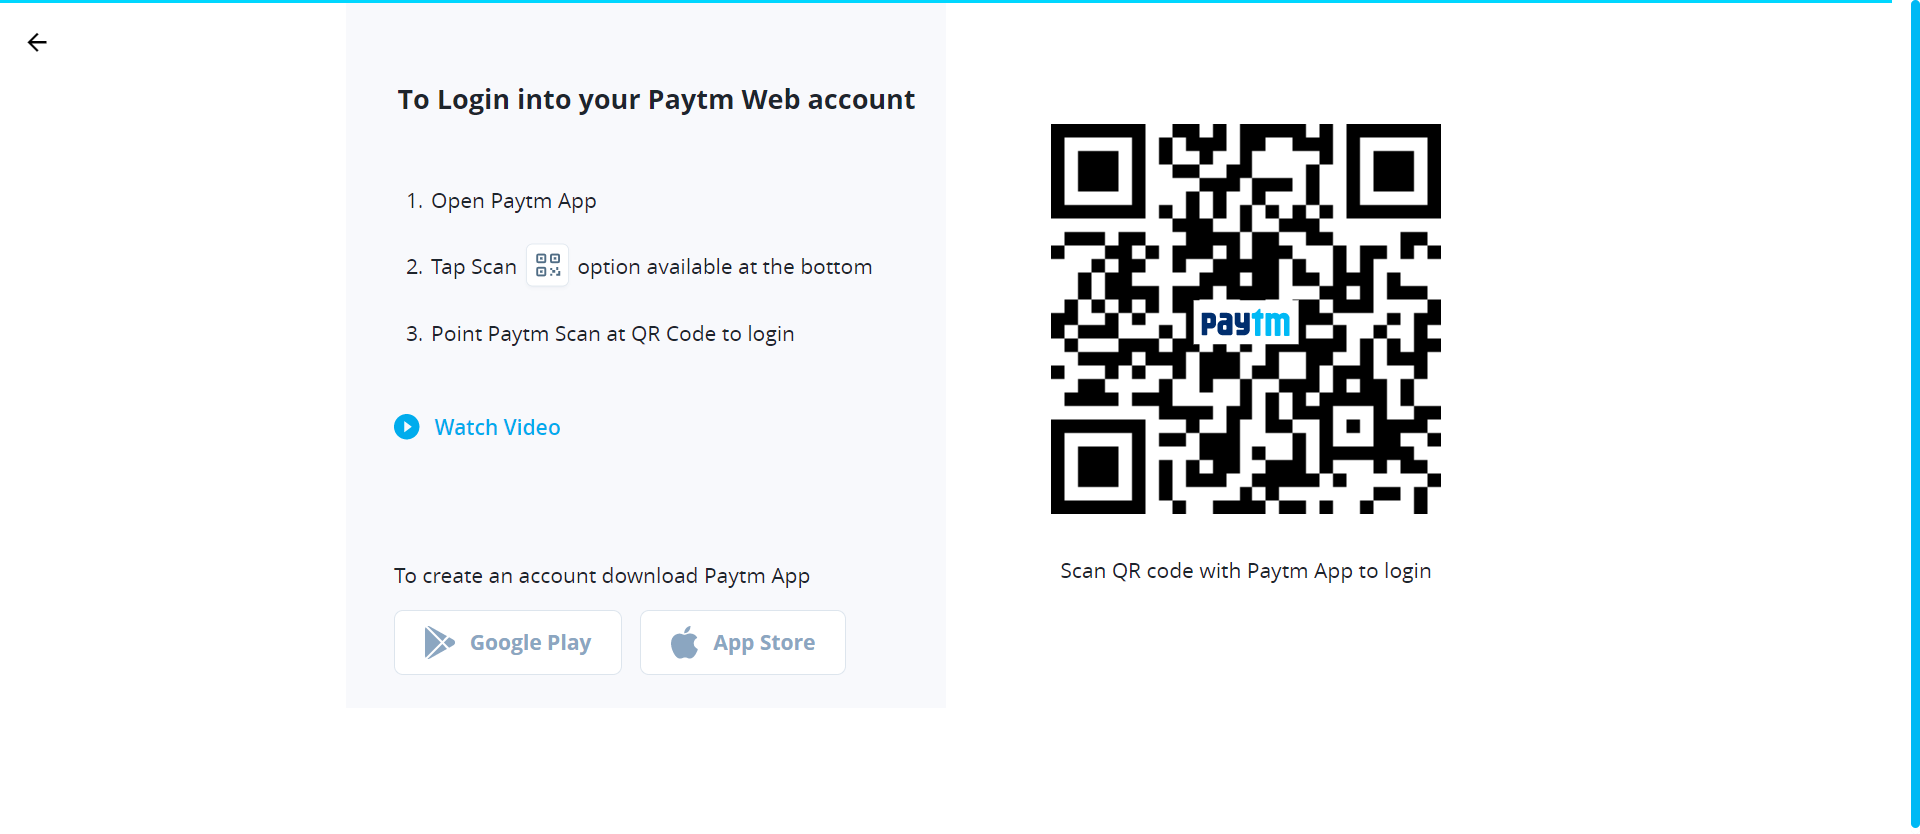 To Login into your Paytm Web account
1. Open Paytm App
2. Tap Scan option available at the bottom
3. Point Paytm Scan at QR Code to login
Watch Video
To create an account download Paytm App
Google Play
App Store
paytm
Scan QR code with Paytm App to login